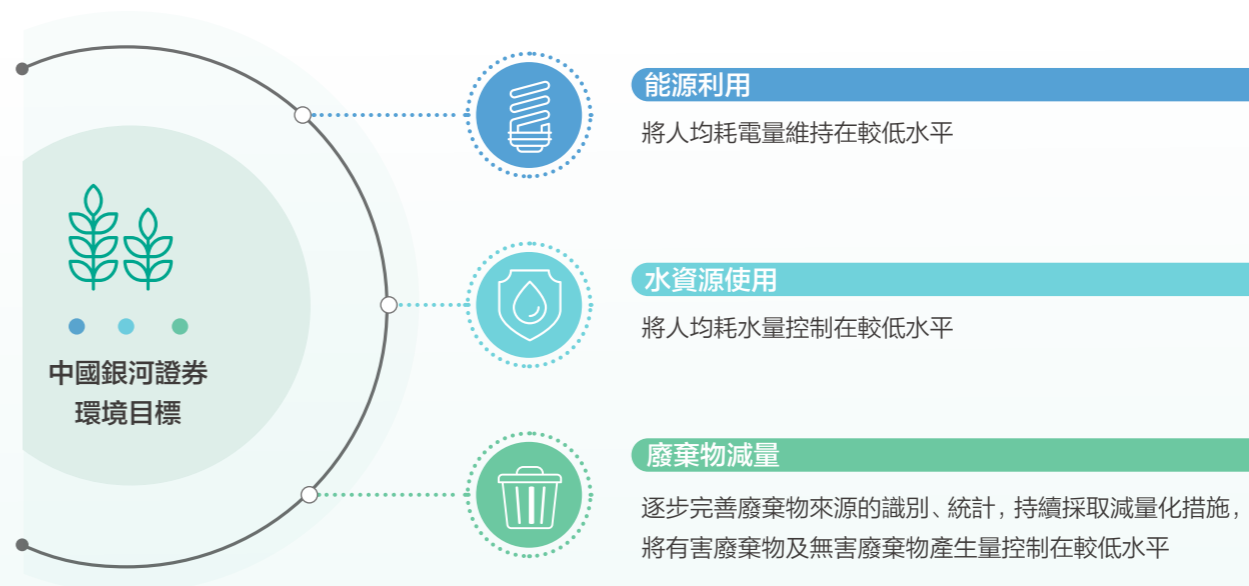 中國銀河證券
環境目標
能源利用
將人均耗電量維持在較低水平
水資源使用
將人均耗水量控制在較低水平
廢棄物減量
逐步完善廢棄物來源的識別、統計，持續採取減量化措施，
將有害廢棄物及無害廢棄物產生量控制在較低水平